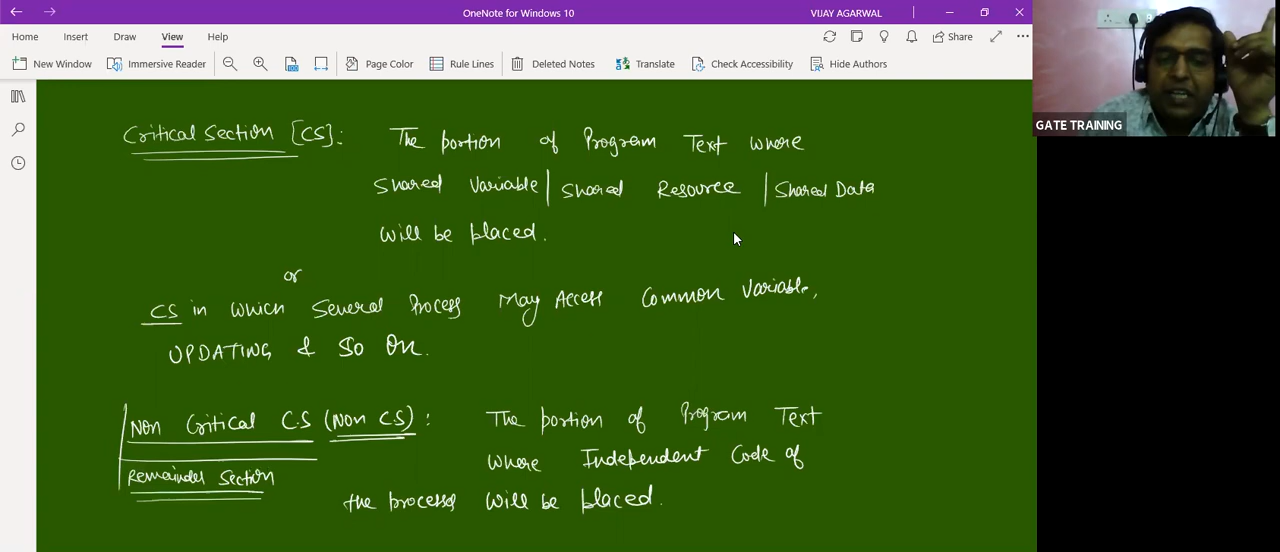 OneNote for Windows 10
VIJAY AGARWAL
Home Insert Draw View Help
Share
New Window Immersive Reader Page Color Rule Lines Deleted Notes Translate Check Accessibility Hide Authors
GATE TRAINING
Critical Section [CS]: The portion of Program Text where
Shared Variable | Shared Resource | Shared Data
will be placed.
or
CS in which Several Process May Access Common Variable,
UPDATING & So On.
Non Critical C.S (Non C.S) : The portion of Program Text
Remainder Section where Independent Code of
the process will be placed.